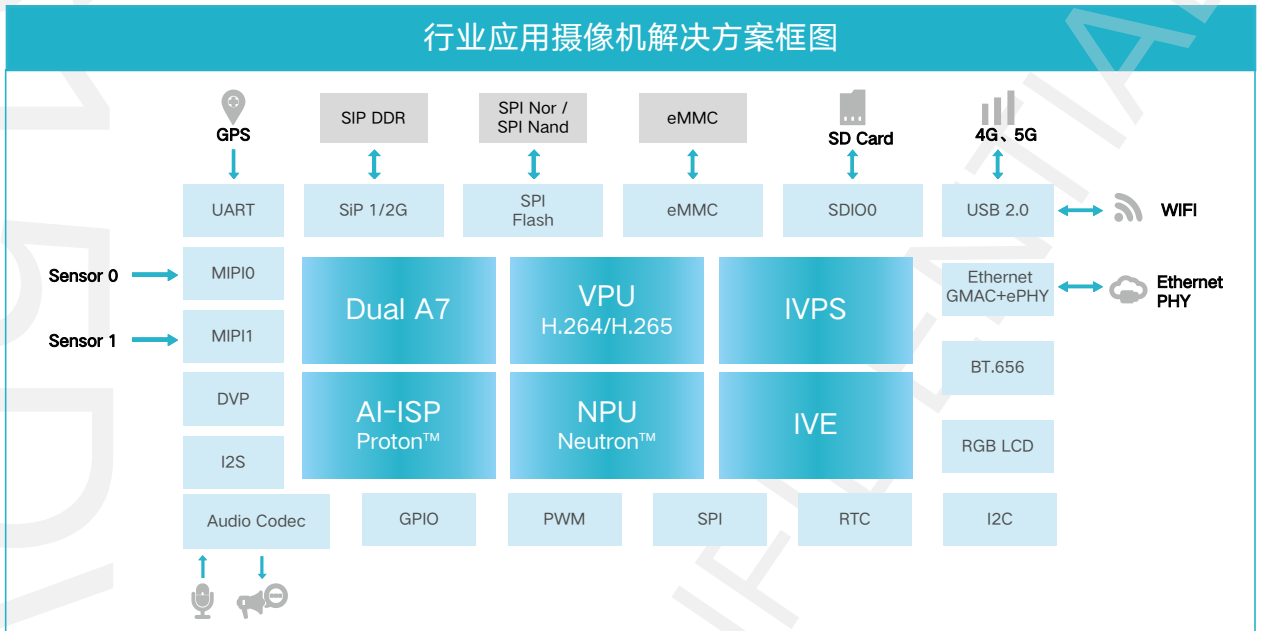 行业应用摄像机解决方案框图
GPS
SIP DDR
SPI Nor /
SPI Nand
eMMC
SD Card
4G、5G
UART
SiP 1/2G
SPI
Flash
eMMC
SDIO0
USB 2.0
WIFI
Sensor 0
MIPI0
Dual A7
VPU
H.264/H.265
IVPS
Ethernet
GMAC+ePHY
Ethernet
PHY
Sensor 1
MIPI1
BT.656
DVP
AI-ISP
Proton™
NPU
Neutron™
IVE
RGB LCD
I2S
Audio Codec
GPIO
PWM
SPI
RTC
I2C